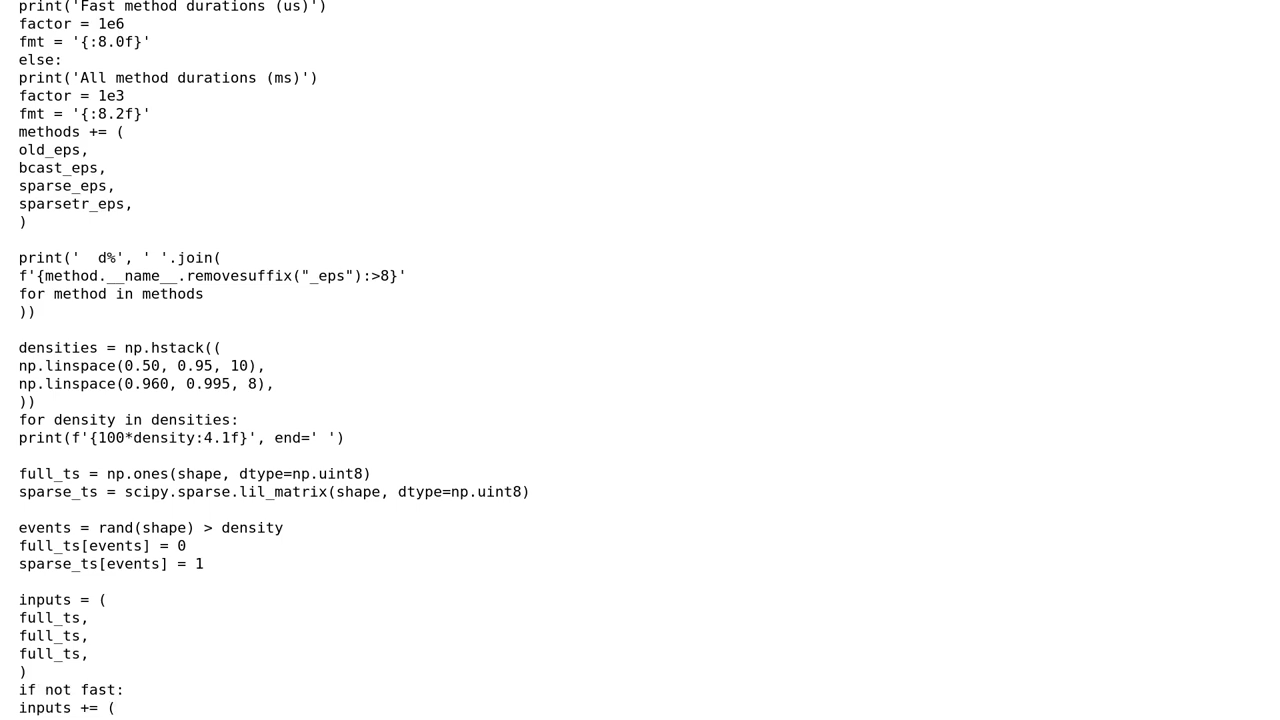 print('Fast method durations (us)')
factor = 1e6
fmt = '{:8.0f}'
else:
print('All method durations (ms)')
factor = 1e3
fmt = '{:8.2f}'
methods += (
old_eps,
bcast_eps,
sparse_eps,
sparsetr_eps,
)

print('  d%', ' '.join(
f'{method.__name__.removesuffix("_eps"):>8}'
for method in methods
))

densities = np.hstack((
np.linspace(0.50, 0.95, 10),
np.linspace(0.960, 0.995, 8),
))
for density in densities:
print(f'{100*density:4.1f}', end=' ')

full_ts = np.ones(shape, dtype=np.uint8)
sparse_ts = scipy.sparse.lil_matrix(shape, dtype=np.uint8)

events = rand(shape) > density
full_ts[events] = 0
sparse_ts[events] = 1

inputs = (
full_ts,
full_ts,
full_ts,
)
if not fast:
inputs += (